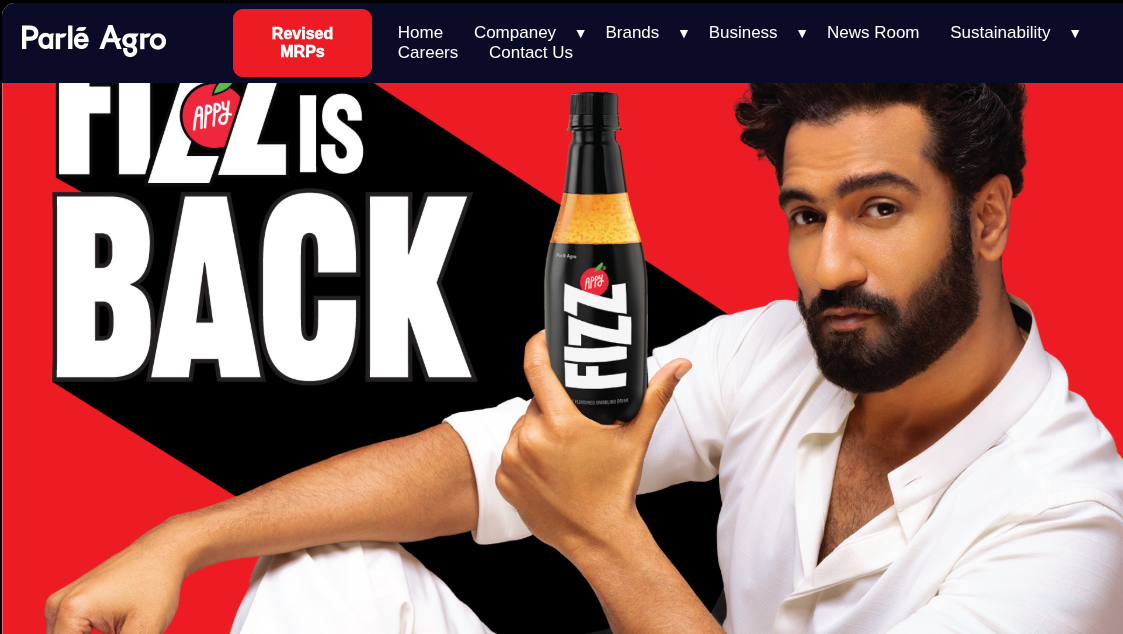 Parlé Agro
Revised
MRPs
Home Companey ▼ Brands ▼ Business ▼ News Room Sustainability ▼
Careers Contact Us
FIZZ IS
APPY
BACK
Parlé Agro
APPY
FIZZ
FLAVOURED SPARKLING DRINK